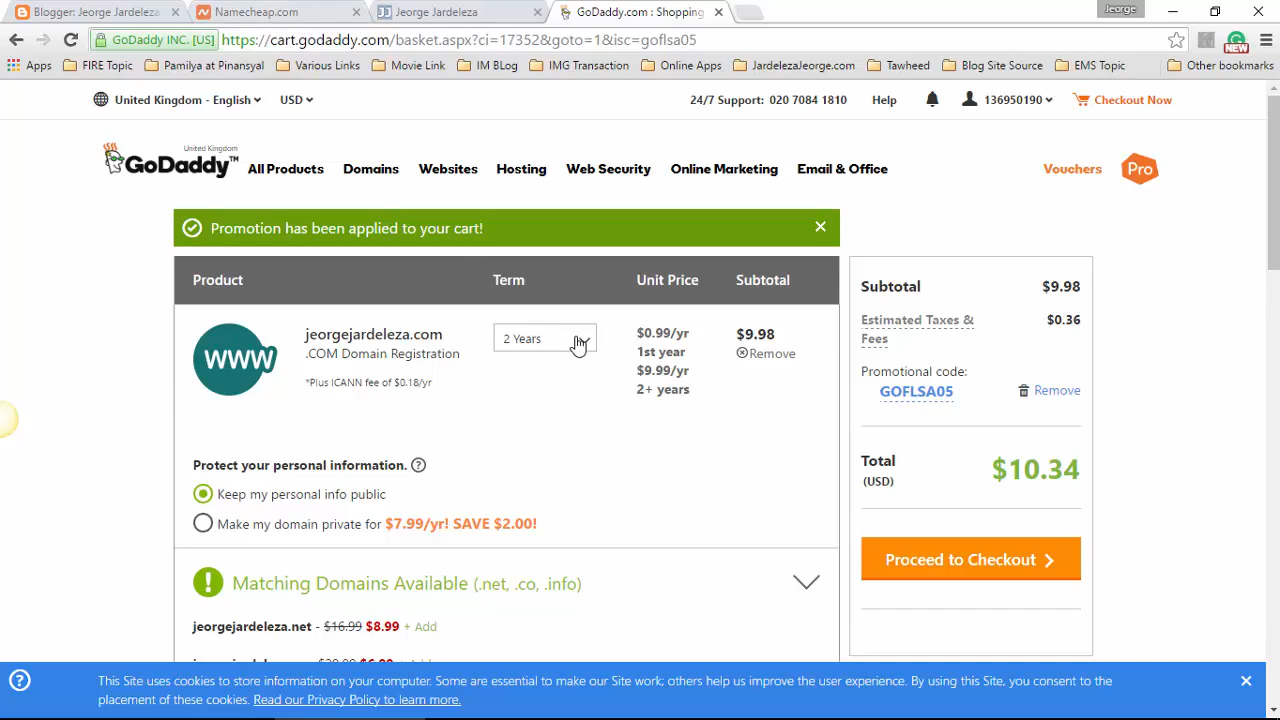 Blogger: Jeorge Jardeleza
Namecheap.com
Jeorge Jardeleza
GoDaddy.com : Shopping
Jeorge
GoDaddy INC. [US]
https://cart.godaddy.com/basket.aspx?ci=17352&goto=1&isc=goflsa05
NEW
Apps
FIRE Topic
Pamilya at Pinansyal
Various Links
Movie Link
IM BLog
IMG Transaction
Online Apps
JardelezaJeorge.com
Tawheed
Blog Site Source
EMS Topic
Other bookmarks
United Kingdom - English
USD
24/7 Support: 020 7084 1810
Help
136950190
Checkout Now
United Kingdom
GoDaddy™
All Products
Domains
Websites
Hosting
Web Security
Online Marketing
Email & Office
Vouchers
Pro
Promotion has been applied to your cart!
Product
Term
Unit Price
Subtotal
WWW
jeorgejardeleza.com
.COM Domain Registration
*Plus ICANN fee of $0.18/yr
2 Years
$0.99/yr
1st year
$9.99/yr
2+ years
$9.98
Remove
Protect your personal information. ?
Keep my personal info public
Make my domain private for $7.99/yr! SAVE $2.00!
Matching Domains Available (.net, .co, .info)
jeorgejardeleza.net - $16.99 $8.99 + Add
Subtotal
$9.98
Estimated Taxes &
Fees
$0.36
Promotional code:
GOFLSA05
Remove
Total
(USD)
$10.34
Proceed to Checkout
This Site uses cookies to store information on your computer. Some are essential to make our Site work; others help us improve the user experience. By using this Site, you consent to the
placement of these cookies. Read our Privacy Policy to learn more.